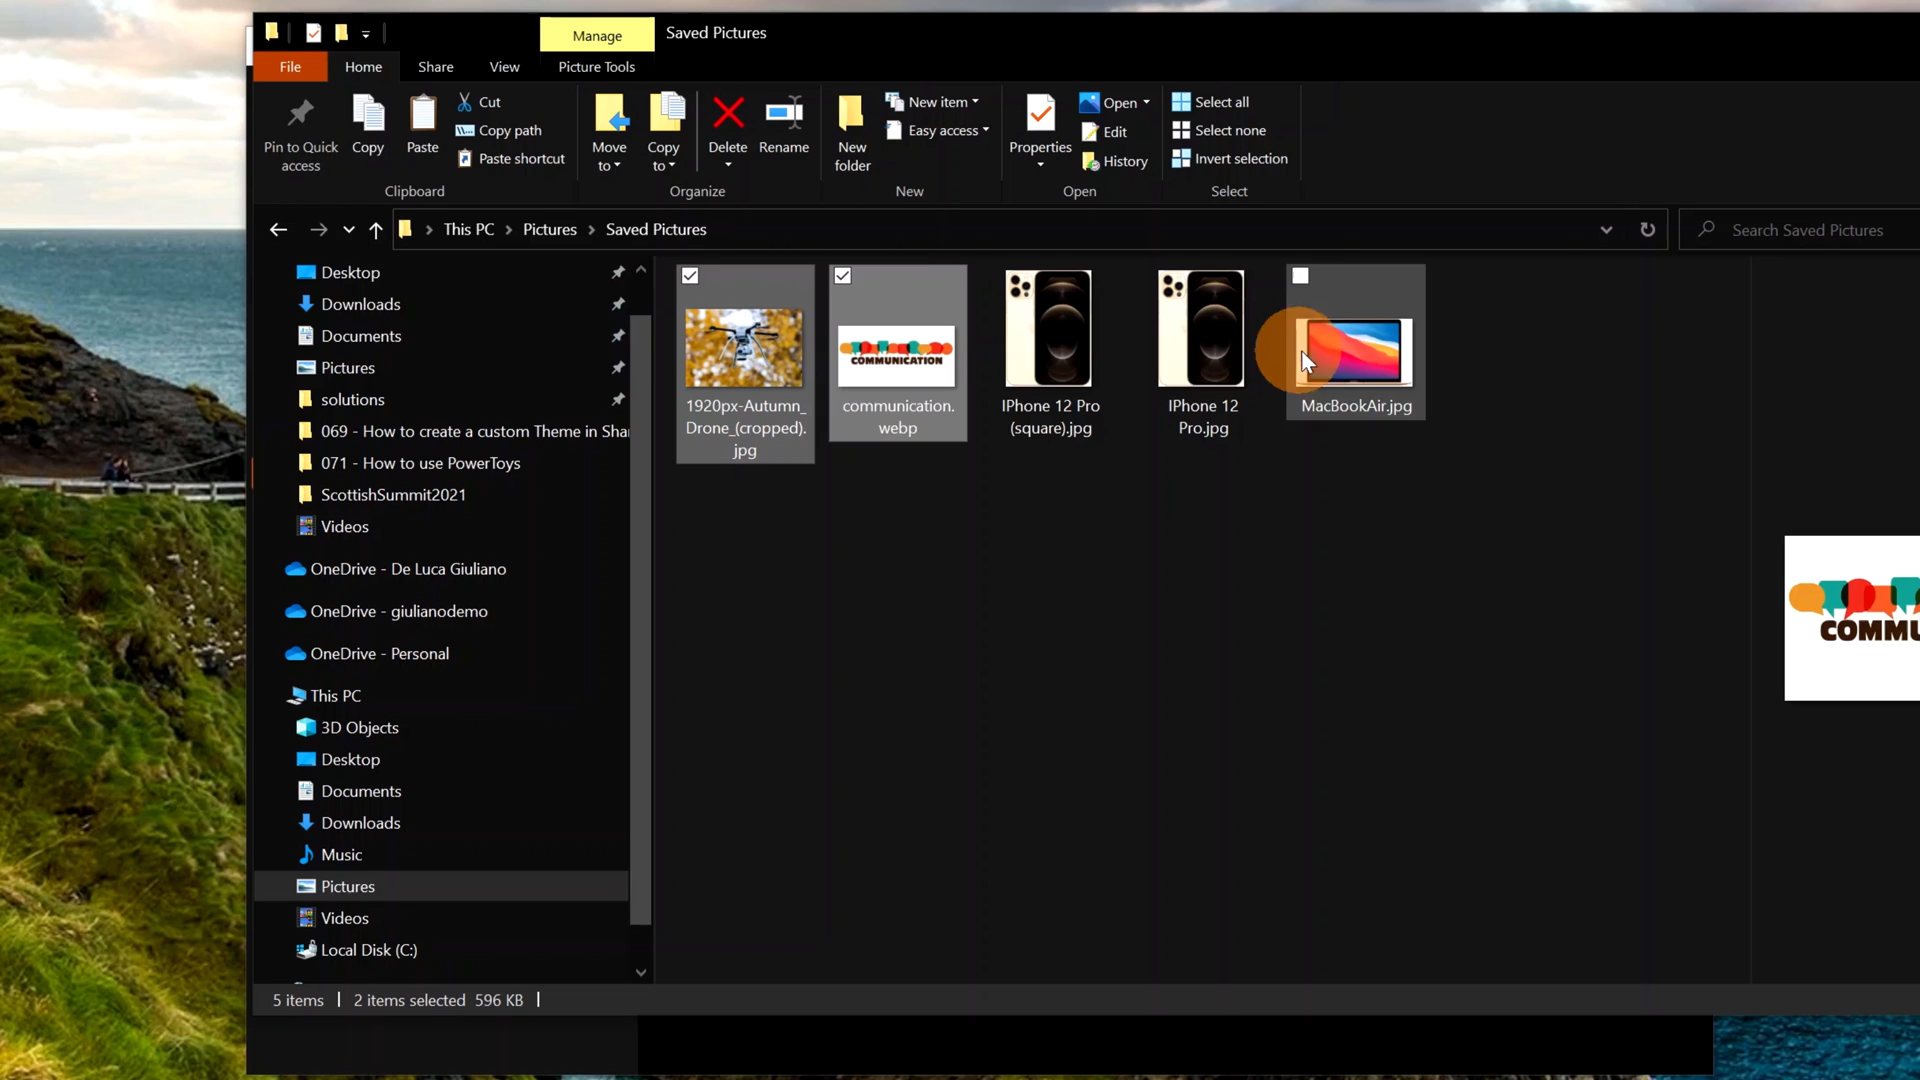 Manage
Saved Pictures
File
Home
Share
View
Picture Tools
Pin to Quick
access
Copy
Paste
Cut
Copy path
Paste shortcut
Clipboard
Move
to
Copy
to
Delete
Rename
Organize
New
folder
New item
Easy access
New
Properties
Open
Edit
History
Open
Select all
Select none
Invert selection
Select
This PC
Pictures
Saved Pictures
Search Saved Pictures
Desktop
Downloads
Documents
Pictures
solutions
069 - How to create a custom Theme in Shar
071 - How to use PowerToys
ScottishSummit2021
Videos
OneDrive - De Luca Giuliano
OneDrive - giulianodemo
OneDrive - Personal
This PC
3D Objects
Desktop
Documents
Downloads
Music
Pictures
Videos
Local Disk (C:)
1920px-Autumn_
Drone_(cropped).
jpg
COMMUNICATION
communication.
webp
IPhone 12 Pro
(square).jpg
IPhone 12
Pro.jpg
MacBookAir.jpg
COMMU
5 items
2 items selected 596 KB